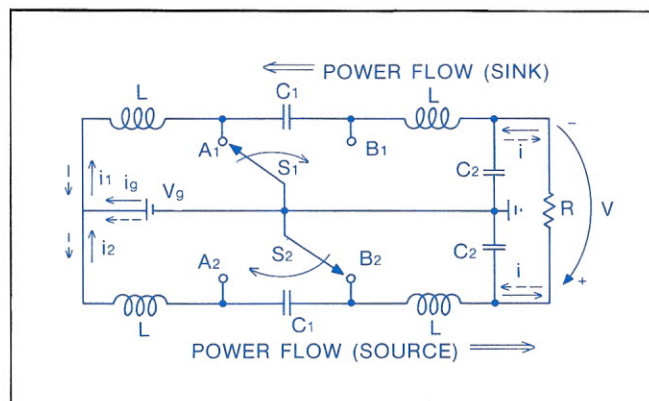 POWER FLOW (SINK)
L
C1
L
A1
B1
S1
i
C2
i1
ig
Vg
R
V
i2
A2
S2
B2
C2
i
L
C1
L
POWER FLOW (SOURCE)
−
+